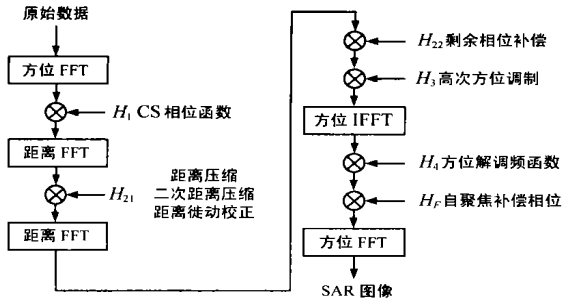 原始数据
方位 FFT
H1 CS 相位函数
距离 FFT
H21
距离压缩
二次距离压缩
距离徙动校正
距离 FFT
H22 剩余相位补偿
H3 高次方位调制
方位 IFFT
H4 方位解调频函数
HF 自聚焦补偿相位
方位 FFT
SAR 图像